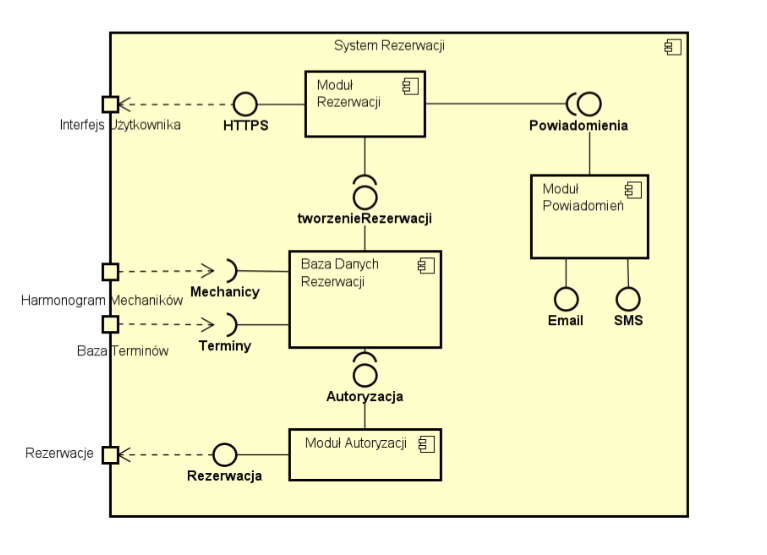 System Rezerwacji
Moduł
Rezerwacji
Interfejs Użytkownika
HTTPS
Powiadomienia
Moduł
Powiadomień
tworzenieRezerwacji
Baza Danych
Rezerwacji
Mechanicy
Harmonogram Mechaników
Email
SMS
Terminy
Baza Terminów
Autoryzacja
Moduł Autoryzacji
Rezerwacje
Rezerwacja